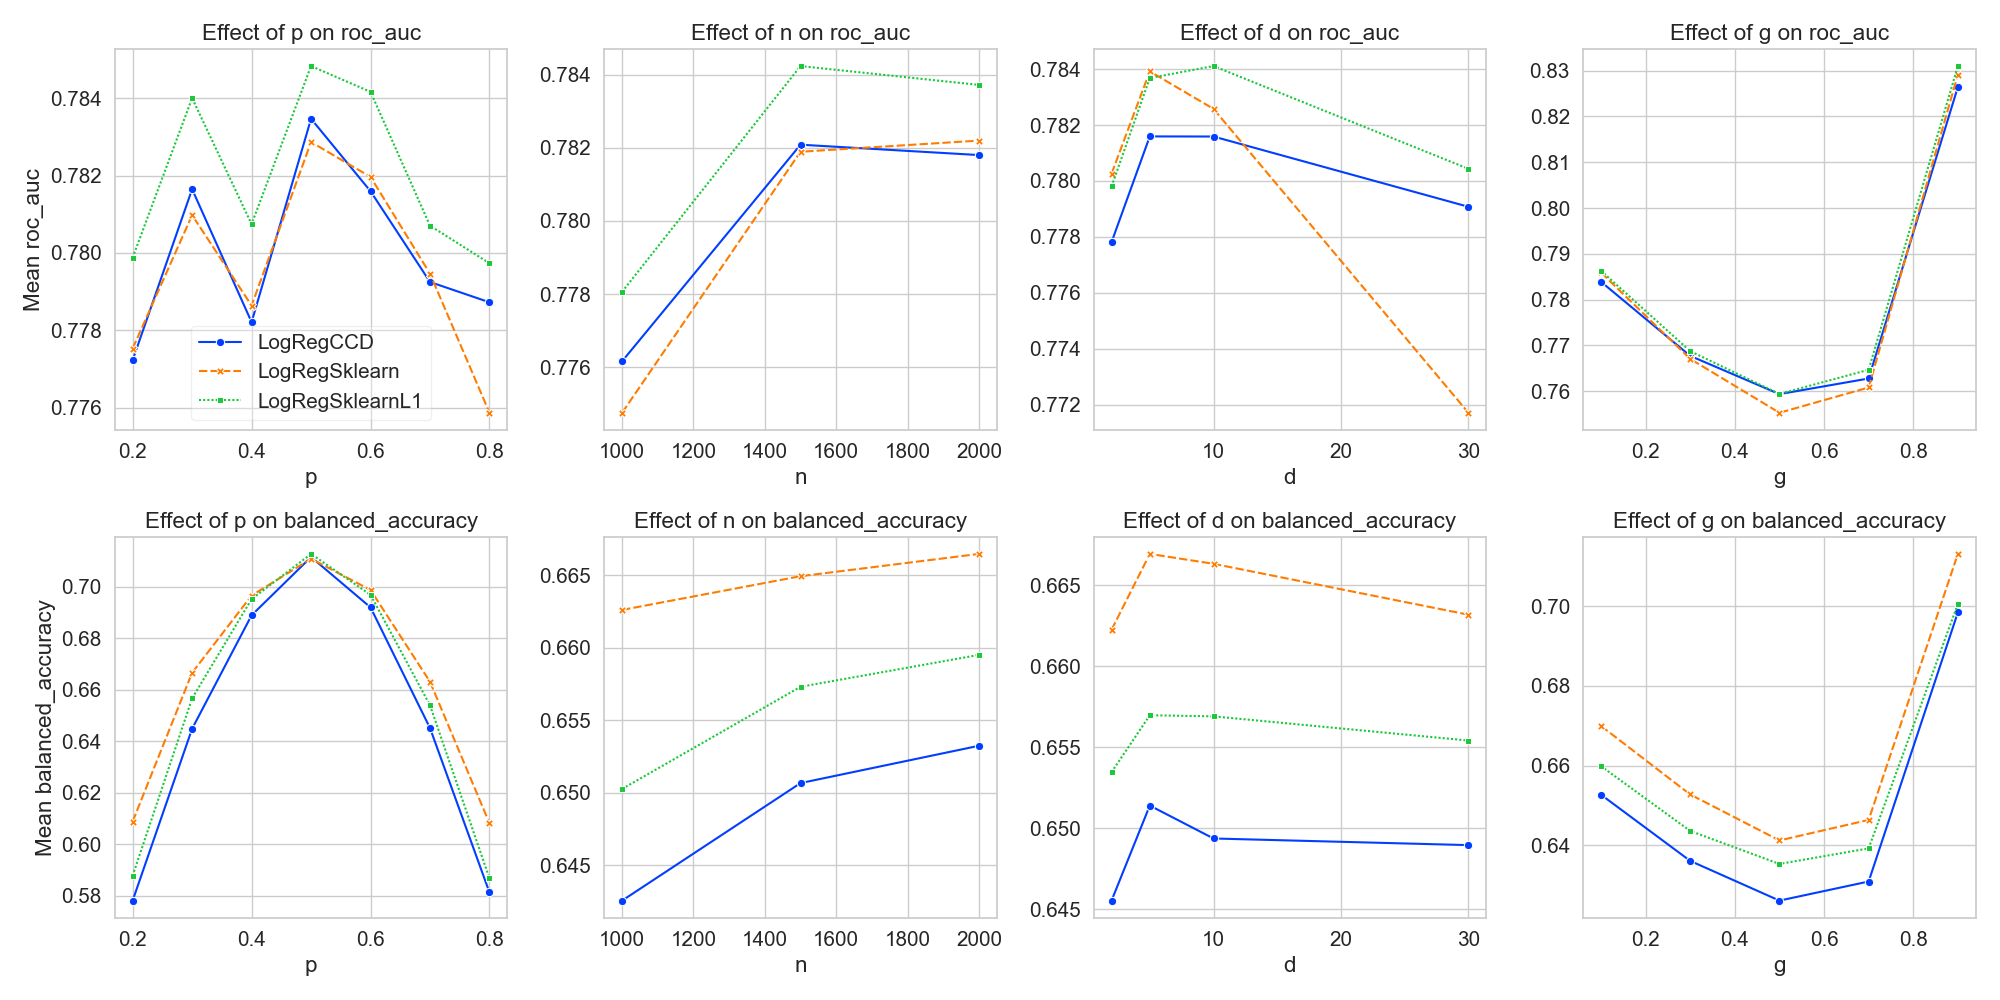 Effect of p on roc_auc
Mean roc_auc
0.784
0.782
0.780
0.778
0.776
LogRegCCD
LogRegSklearn
LogRegSklearnL1
0.2 0.4 0.6 0.8
p
Effect of n on roc_auc
0.784
0.782
0.780
0.778
0.776
1000 1200 1400 1600 1800 2000
n
Effect of d on roc_auc
0.784
0.782
0.780
0.778
0.776
0.774
0.772
10 20 30
d
Effect of g on roc_auc
0.83
0.82
0.81
0.80
0.79
0.78
0.77
0.76
0.2 0.4 0.6 0.8
g
Effect of p on balanced_accuracy
Mean balanced_accuracy
0.70
0.68
0.66
0.64
0.62
0.60
0.58
0.2 0.4 0.6 0.8
p
Effect of n on balanced_accuracy
0.665
0.660
0.655
0.650
0.645
1000 1200 1400 1600 1800 2000
n
Effect of d on balanced_accuracy
0.665
0.660
0.655
0.650
0.645
10 20 30
d
Effect of g on balanced_accuracy
0.70
0.68
0.66
0.64
0.2 0.4 0.6 0.8
g